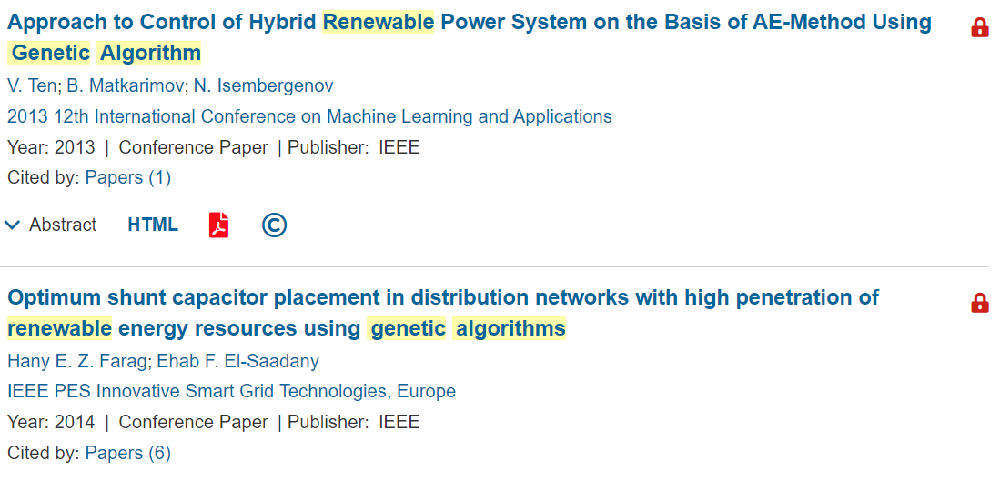 Approach to Control of Hybrid Renewable Power System on the Basis of AE-Method Using
Genetic Algorithm
V. Ten; B. Matkarimov; N. Isembergenov
2013 12th International Conference on Machine Learning and Applications
Year: 2013 | Conference Paper | Publisher: IEEE
Cited by: Papers (1)
Abstract HTML ©
Optimum shunt capacitor placement in distribution networks with high penetration of
renewable energy resources using genetic algorithms
Hany E. Z. Farag; Ehab F. El-Saadany
IEEE PES Innovative Smart Grid Technologies, Europe
Year: 2014 | Conference Paper | Publisher: IEEE
Cited by: Papers (6)